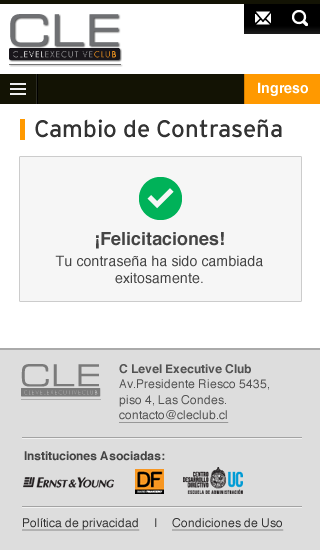 CLE
C.LEVELEXECUTIVECLUB
Ingreso
Cambio de Contraseña
¡Felicitaciones!
Tu contraseña ha sido cambiada
exitosamente.
CLE
C Level Executive Club
Av.Presidente Riesco 5435,
piso 4, Las Condes.
contacto@cleclub.cl
Instituciones Asociadas:
ERNST & YOUNG
DF
CENTRO
DESARROLLO
DIRECTIVO
UC
ESCUELA DE ADMINISTRACIÓN
Política de privacidad | Condiciones de Uso